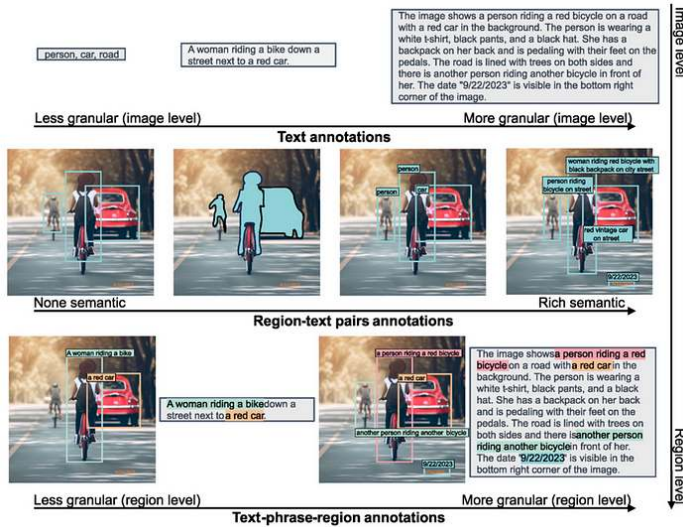 person, car, road
A woman riding a bike down a
street next to a red car.
The image shows a person riding a red bicycle on a road
with a red car in the background. The person is wearing a
white t-shirt, black pants, and a black hat. She has a
backpack on her back and is pedaling with their feet on the
pedals. The road is lined with trees on both sides and
there is another person riding another bicycle in front of
her. The date "9/22/2023" is visible in the bottom right
corner of the image.
Image level
Less granular (image level)
More granular (image level)
Text annotations
person
person
car
woman riding red bicycle with
black backpack on city street
person riding
bicycle on street
red vintage car
on street
9/22/2023
None semantic
Rich semantic
Region-text pairs annotations
A woman riding a bike
a red car
A woman riding a bikedown a
street next to a red car.
a person riding a red bicycle
a red car
another person riding another bicycle
9/22/2023
The image showsa person riding a red
bicycle on a road with a red car in the
background. The person is wearing a
white t-shirt, black pants, and a black
hat. She has a backpack on her back
and is pedaling with their feet on the
pedals. The road is lined with trees on
both sides and there is another person
riding another bicycle in front of her.
The date "9/22/2023" is visible in the
bottom right corner of the image.
Region level
Less granular (region level)
More granular (region level)
Text-phrase-region annotations